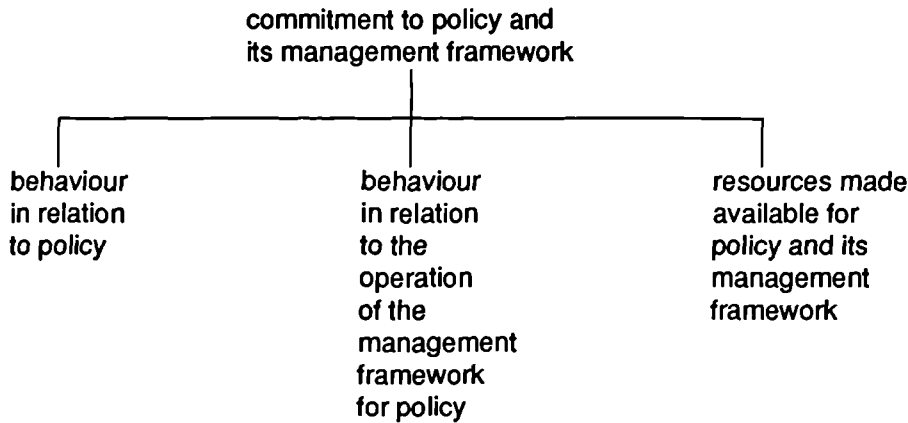 commitment to policy and
its management framework
behaviour
in relation
to policy
behaviour
in relation
to the
operation
of the
management
framework
for policy
resources made
available for
policy and its
management
framework